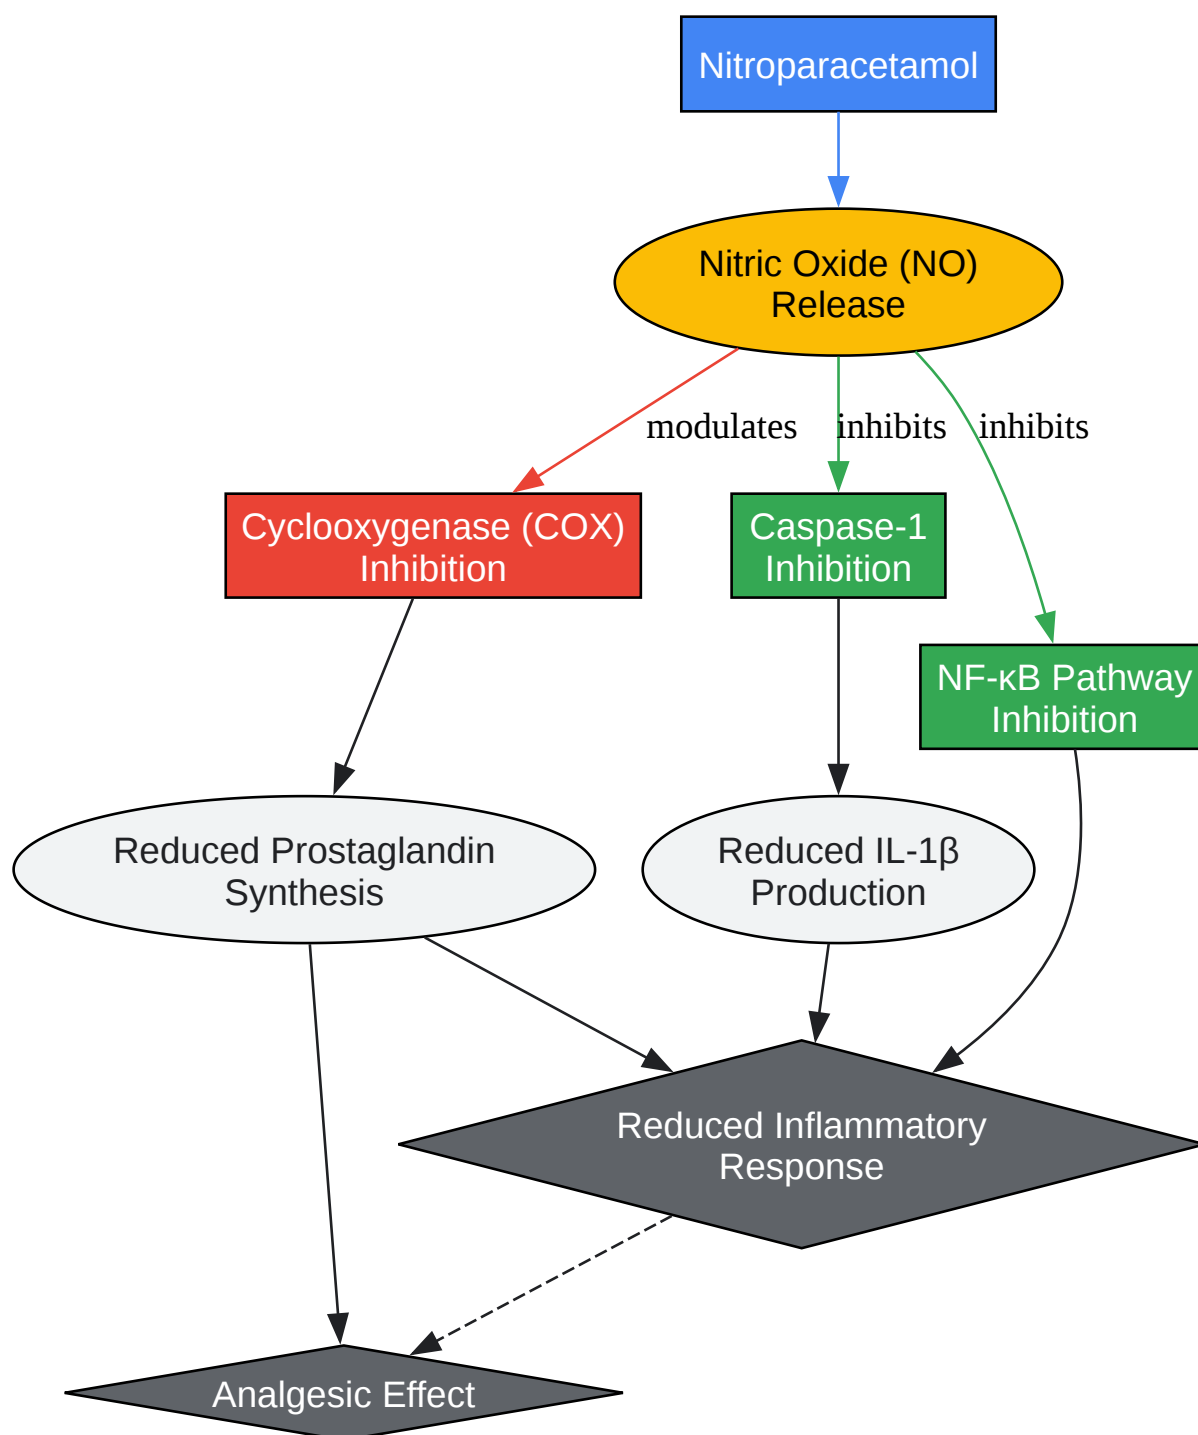 Nitroparacetamol
Nitric Oxide (NO)
Release
modulates
inhibits
inhibits
Cyclooxygenase (COX)
Inhibition
Caspase-1
Inhibition
NF-κB Pathway
Inhibition
Reduced Prostaglandin
Synthesis
Reduced IL-1β
Production
Reduced Inflammatory
Response
Analgesic Effect